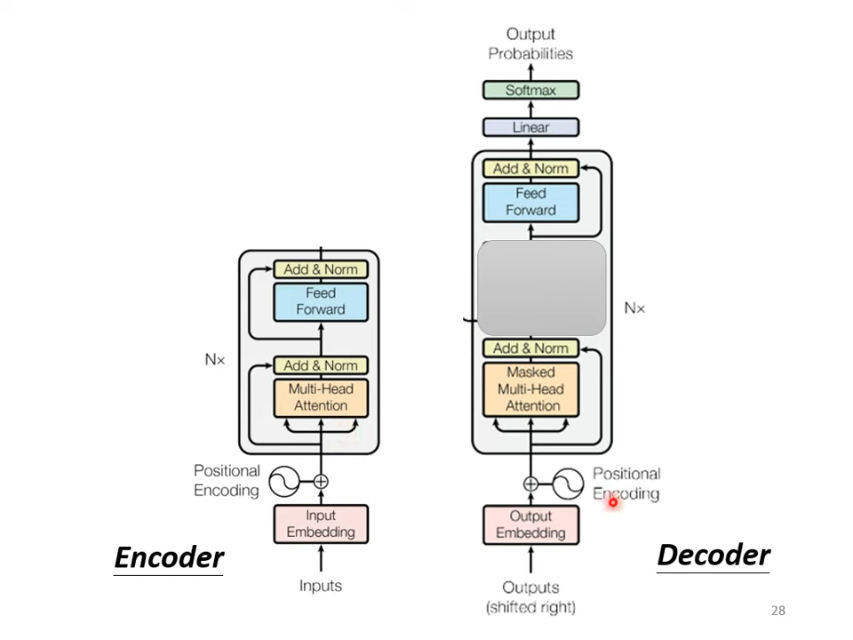 Output
Probabilities
Softmax
Linear
Add & Norm
Feed
Forward
Nx
Add & Norm
Masked
Multi-Head
Attention
Positional
Encoding
Output
Embedding
Outputs
(shifted right)
Decoder
Add & Norm
Feed
Forward
Nx
Add & Norm
Multi-Head
Attention
Positional
Encoding
Input
Embedding
Inputs
Encoder
28